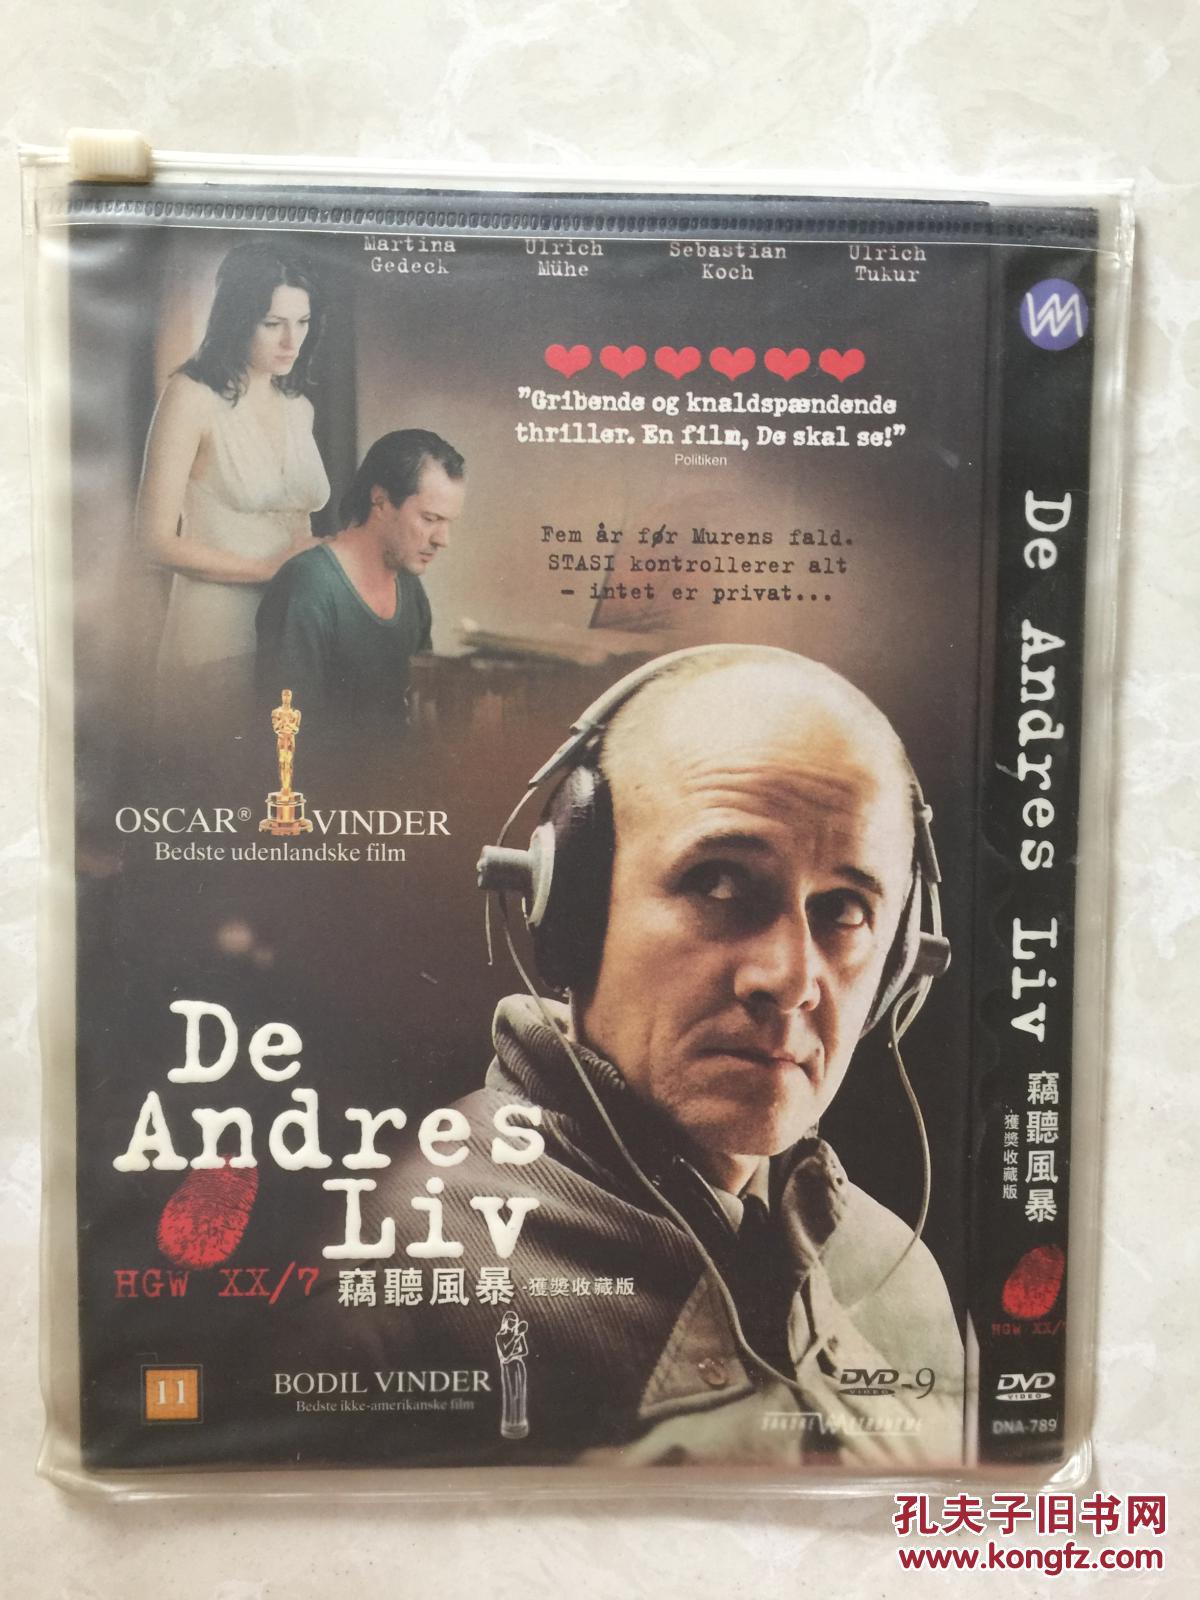 Martina Gedeck
Ulrich Mühe
Sebastian Koch
Ulrich Tukur
"Gribende og knaldspændende
thriller. En film, De skal se!"
Politiken
Fem år før Murens fald.
STASI kontrollerer alt
- intet er privat...
OSCAR® VINDER
Bedste udenlandske film
De
Andres
Liv
HGW XX/7 竊聽風暴-獲獎收藏版
11
BODIL VINDER
Bedste ikke-amerikanske film
DVD-9
VIDEO
SANDREW METRONOME
De Andres Liv 竊聽風暴
-獲獎收藏版
HGW XX/7
DVD
VIDEO
DNA-789
孔夫子旧书网
www.kongfz.com